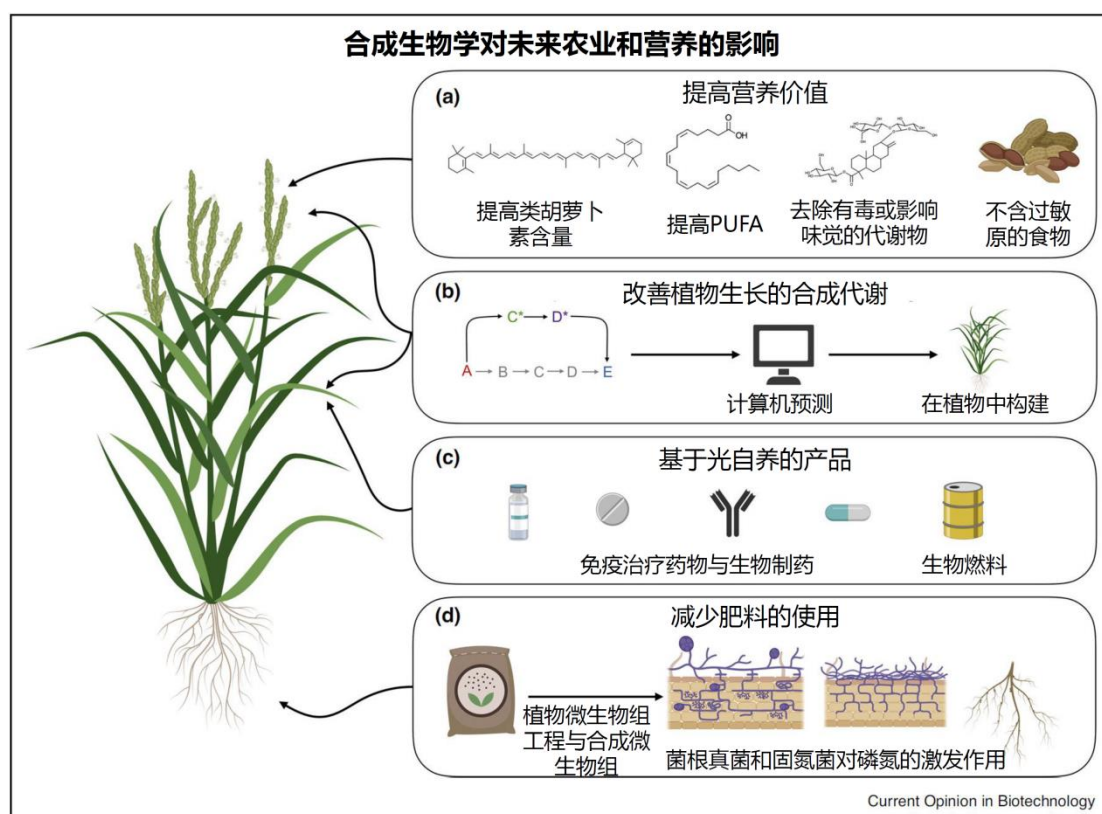 合成生物学对未来农业和营养的影响
(a)
提高营养价值
提高类胡萝卜
素含量
提高PUFA
去除有毒或影响
味觉的代谢物
不含过敏
原的食物
(b)
改善植物生长的合成代谢
C* D*
A B C D E
计算机预测
在植物中构建
(c)
基于光自养的产品
免疫治疗药物与生物制药
生物燃料
(d)
减少肥料的使用
植物微生物组
工程与合成微
生物组
菌根真菌和固氮菌对磷氮的激发作用
Current Opinion in Biotechnology